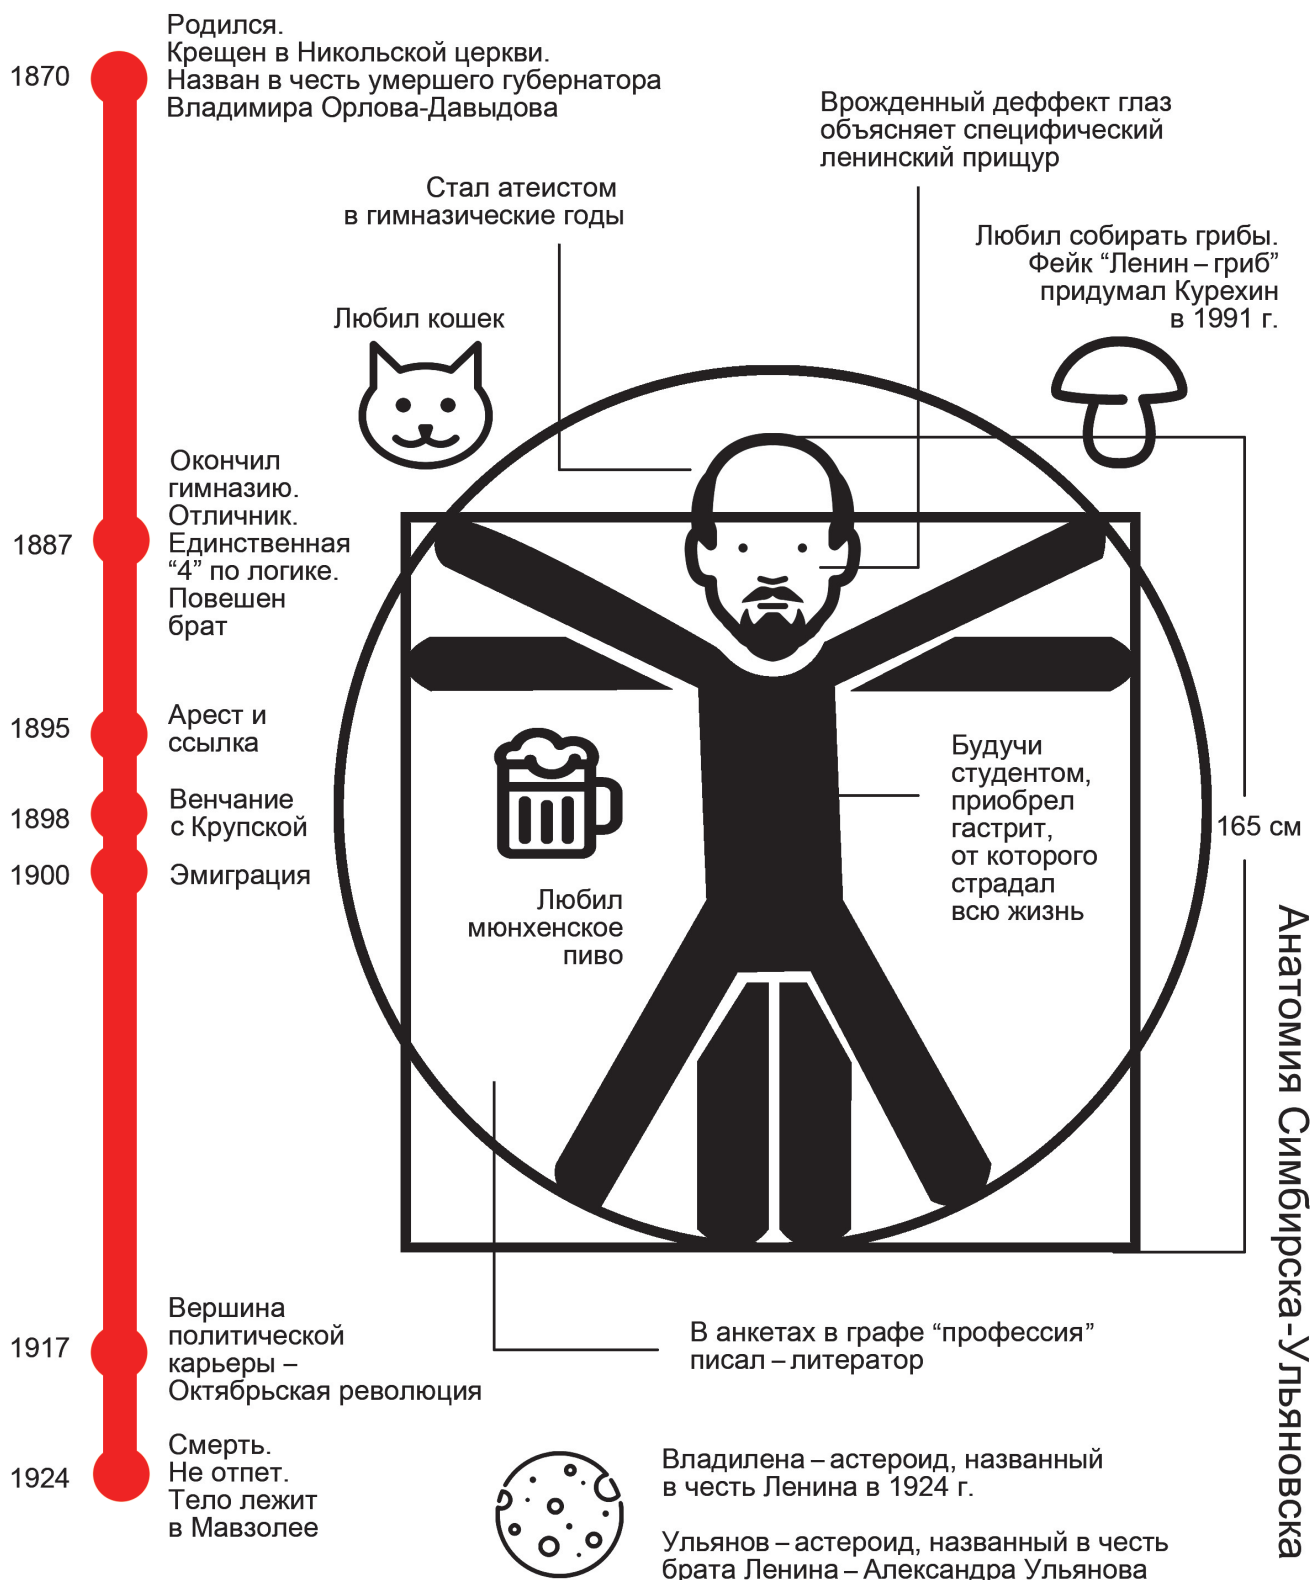 1870
Родился.
Крещен в Никольской церкви.
Назван в честь умершего губернатора
Владимира Орлова-Давыдова
Врожденный деффект глаз
объясняет специфический
ленинский прищур
Стал атеистом
в гимназические годы
Любил собирать грибы.
Фейк “Ленин – гриб”
придумал Курехин
в 1991 г.
Любил кошек
1887
Окончил
гимназию.
Отличник.
Единственная
“4” по логике.
Повешен
брат
1895
Арест и
ссылка
1898
Венчание
с Крупской
1900
Эмиграция
Любил
мюнхенское
пиво
Будучи
студентом,
приобрел
гастрит,
от которого
страдал
всю жизнь
165 см
Анатомия Симбирска-Ульяновска
1917
Вершина
политической
карьеры –
Октябрьская революция
В анкетах в графе “профессия”
писал – литератор
1924
Смерть.
Не отпет.
Тело лежит
в Мавзолее
Владилена – астероид, названный
в честь Ленина в 1924 г.
Ульянов – астероид, названный в честь
брата Ленина – Александра Ульянова